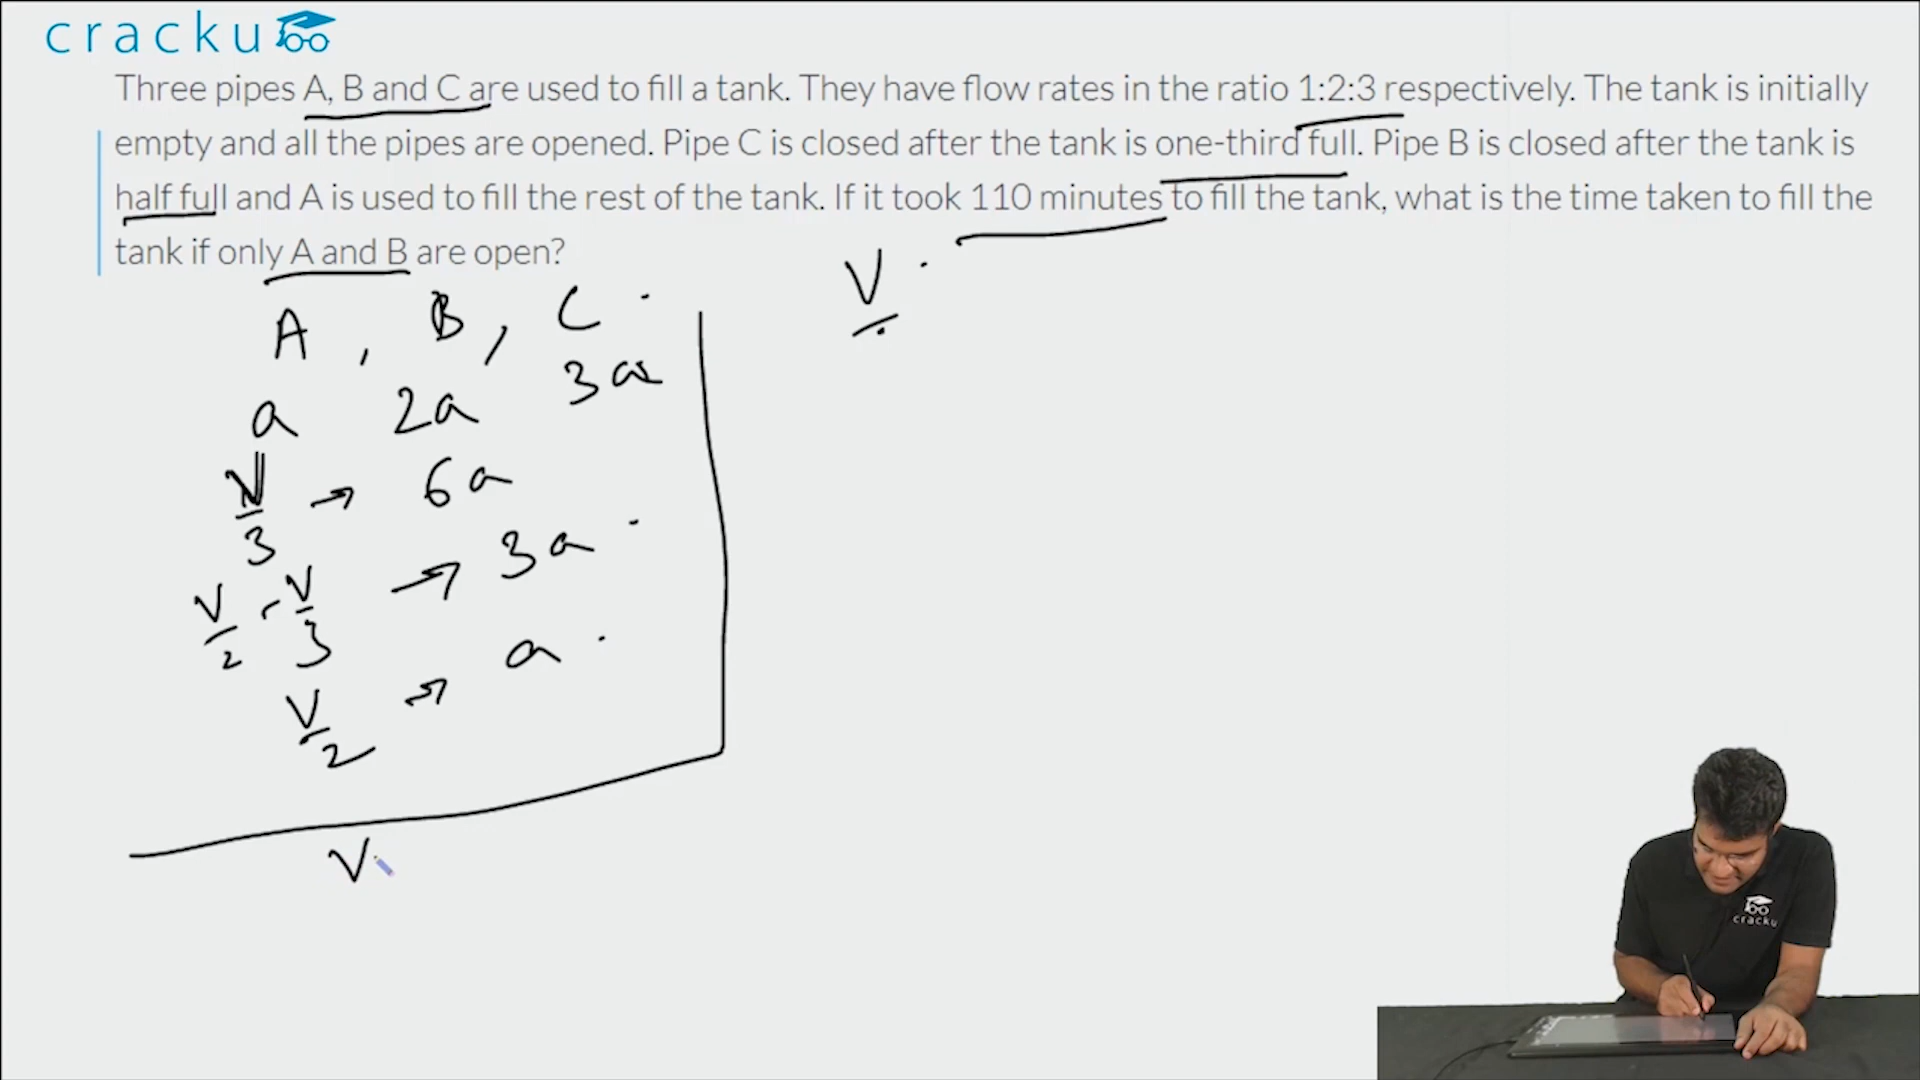 cracku
Three pipes A, B and C are used to fill a tank. They have flow rates in the ratio 1:2:3 respectively. The tank is initially
empty and all the pipes are opened. Pipe C is closed after the tank is one-third full. Pipe B is closed after the tank is
half full and A is used to fill the rest of the tank. If it took 110 minutes to fill the tank, what is the time taken to fill the
tank if only A and B are open?
V
A, B, C
a 2a 3a
V/3 → 6a
V/2 - V/3 → 3a
V/2 → a
V
cracku